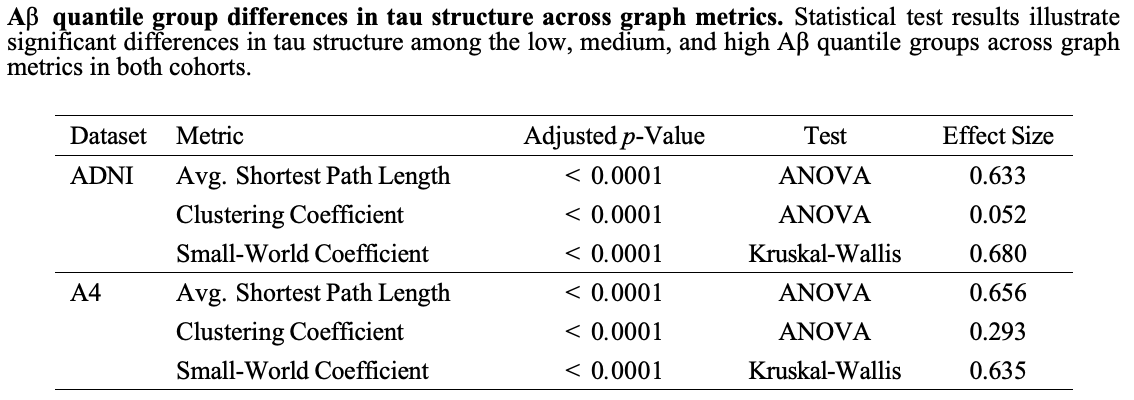 Aβ quantile group differences in tau structure across graph metrics. Statistical test results illustrate
significant differences in tau structure among the low, medium, and high Aβ quantile groups across graph
metrics in both cohorts.
Dataset Metric Adjusted p-Value Test Effect Size
ADNI Avg. Shortest Path Length < 0.0001 ANOVA 0.633
Clustering Coefficient < 0.0001 ANOVA 0.052
Small-World Coefficient < 0.0001 Kruskal-Wallis 0.680
A4 Avg. Shortest Path Length < 0.0001 ANOVA 0.656
Clustering Coefficient < 0.0001 ANOVA 0.293
Small-World Coefficient < 0.0001 Kruskal-Wallis 0.635